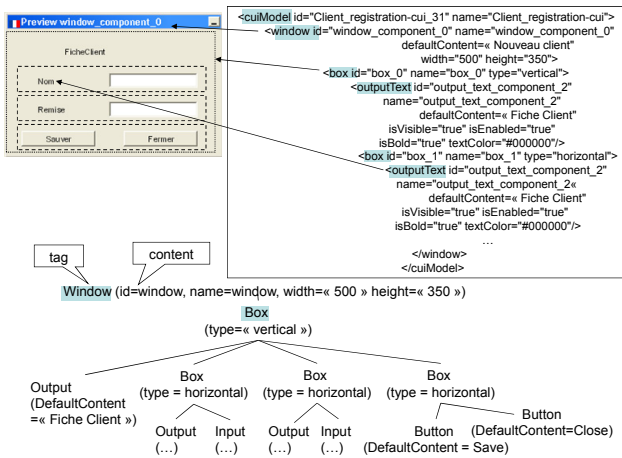 Preview window_component_0
FicheClient
Nom
Remise
Sauver Fermer
<cuiModel id="Client_registration-cui_31" name="Client_registration-cui">
<window id="window_component_0" name="window_component_0"
defaultContent=« Nouveau client"
width="500" height="350">
<box id="box_0" name="box_0" type="vertical">
<outputText id="output_text_component_2"
name="output_text_component_2"
defaultContent=« Fiche Client"
isVisible="true" isEnabled="true"
isBold="true" textColor="#000000"/>
<box id="box_1" name="box_1" type="horizontal">
<outputText id="output_text_component_2"
name="output_text_component_2«
defaultContent=« Fiche Client"
isVisible="true" isEnabled="true"
isBold="true" textColor="#000000"/>
…
</window>
</cuiModel>
tag content
Window (id=window, name=window, width=« 500 » height=« 350 »)
Box
(type=« vertical »)
Output
(DefaultContent
=« Fiche Client »)
Box
(type = horizontal)
Box
(type = horizontal)
Box
(type = horizontal)
Output
(…)
Input
(…)
Output
(…)
Input
(…)
Button
(DefaultContent = Save)
Button
(DefaultContent=Close)